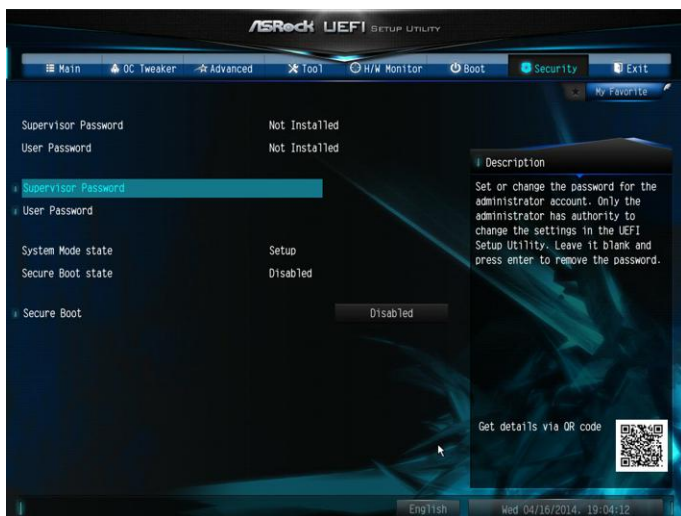 ASRock UEFI SETUP UTILITY
Main OC Tweaker Advanced Tool H/W Monitor Boot Security Exit
My Favorite
Supervisor Password Not Installed
User Password Not Installed
Supervisor Password
User Password
System Mode state Setup
Secure Boot state Disabled
Secure Boot Disabled
Description
Set or change the password for the
administrator account. Only the
administrator has authority to
change the settings in the UEFI
Setup Utility. Leave it blank and
press enter to remove the password.
Get details via QR code
English Wed 04/16/2014. 19:04:12